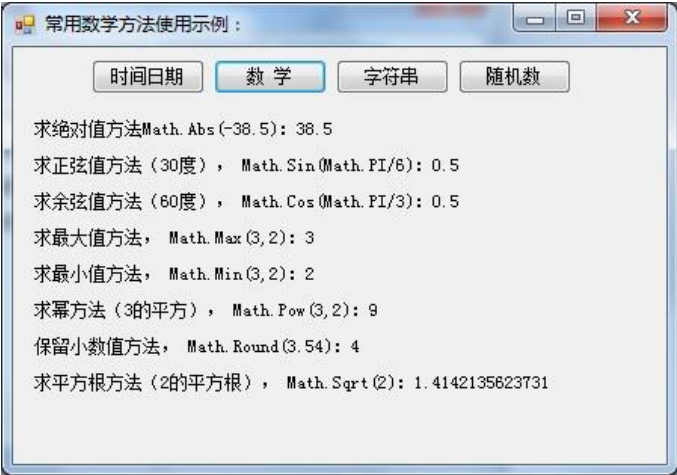 常用数学方法使用示例：
时间日期 数 学 字符串 随机数
求绝对值方法Math.Abs(-38.5): 38.5
求正弦值方法（30度）， Math.Sin(Math.PI/6): 0.5
求余弦值方法（60度）， Math.Cos(Math.PI/3): 0.5
求最大值方法， Math.Max(3,2): 3
求最小值方法， Math.Min(3,2): 2
求幂方法（3的平方）， Math.Pow(3,2): 9
保留小数值方法， Math.Round(3.54): 4
求平方根方法（2的平方根）， Math.Sqrt(2): 1.4142135623731